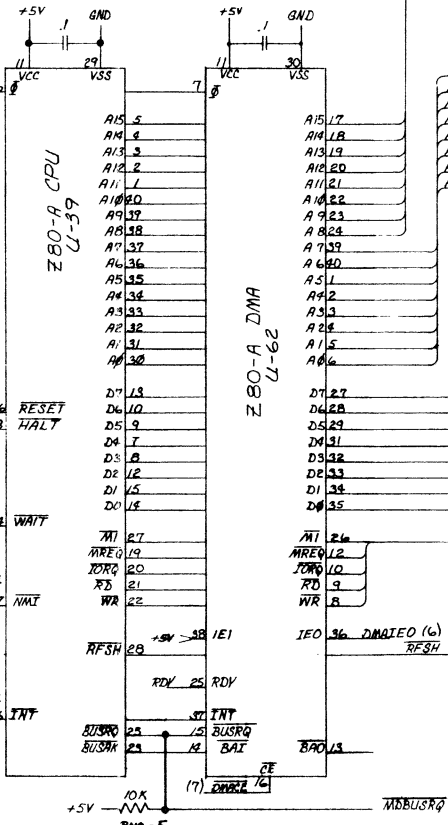 +5V GND +5V GND
.1 .1
11 29 11 30
VCC VSS VCC VSS
Φ 7 Φ
Z80-A CPU
U-39
Z80-A DMA
U-62
A15 5 A15 17
A14 4 A14 18
A13 3 A13 19
A12 2 A12 20
A11 1 A11 21
A10 40 A10 22
A9 39 A9 23
A8 38 A8 24
A7 37 A7 39
A6 36 A6 40
A5 35 A5 1
A4 34 A4 2
A3 33 A3 3
A2 32 A2 4
A1 31 A1 5
A0 30 A0 6
D7 13 D7 27
RESET D6 10 D6 28
HALT D5 9 D5 29
D4 7 D4 31
D3 8 D3 32
D2 12 D2 33
D1 15 D1 34
D0 14 D0 35
WAIT
M1 27 M1 26
MREQ 19 MREQ 12
IORQ 20 IORQ 10
RD 21 RD 9
NMI WR 22 WR 8
+5V 38 IEI IEO 36 DMAIEO (6)
RFSH 28 RFSH
RDY 25 RDY
INT 37 INT
BUSRQ 25 15 BUSRQ
BUSAK 23 14 BAI BAO 13
CE
(7) DMACE 16
10K
+5V MDBUSRQ